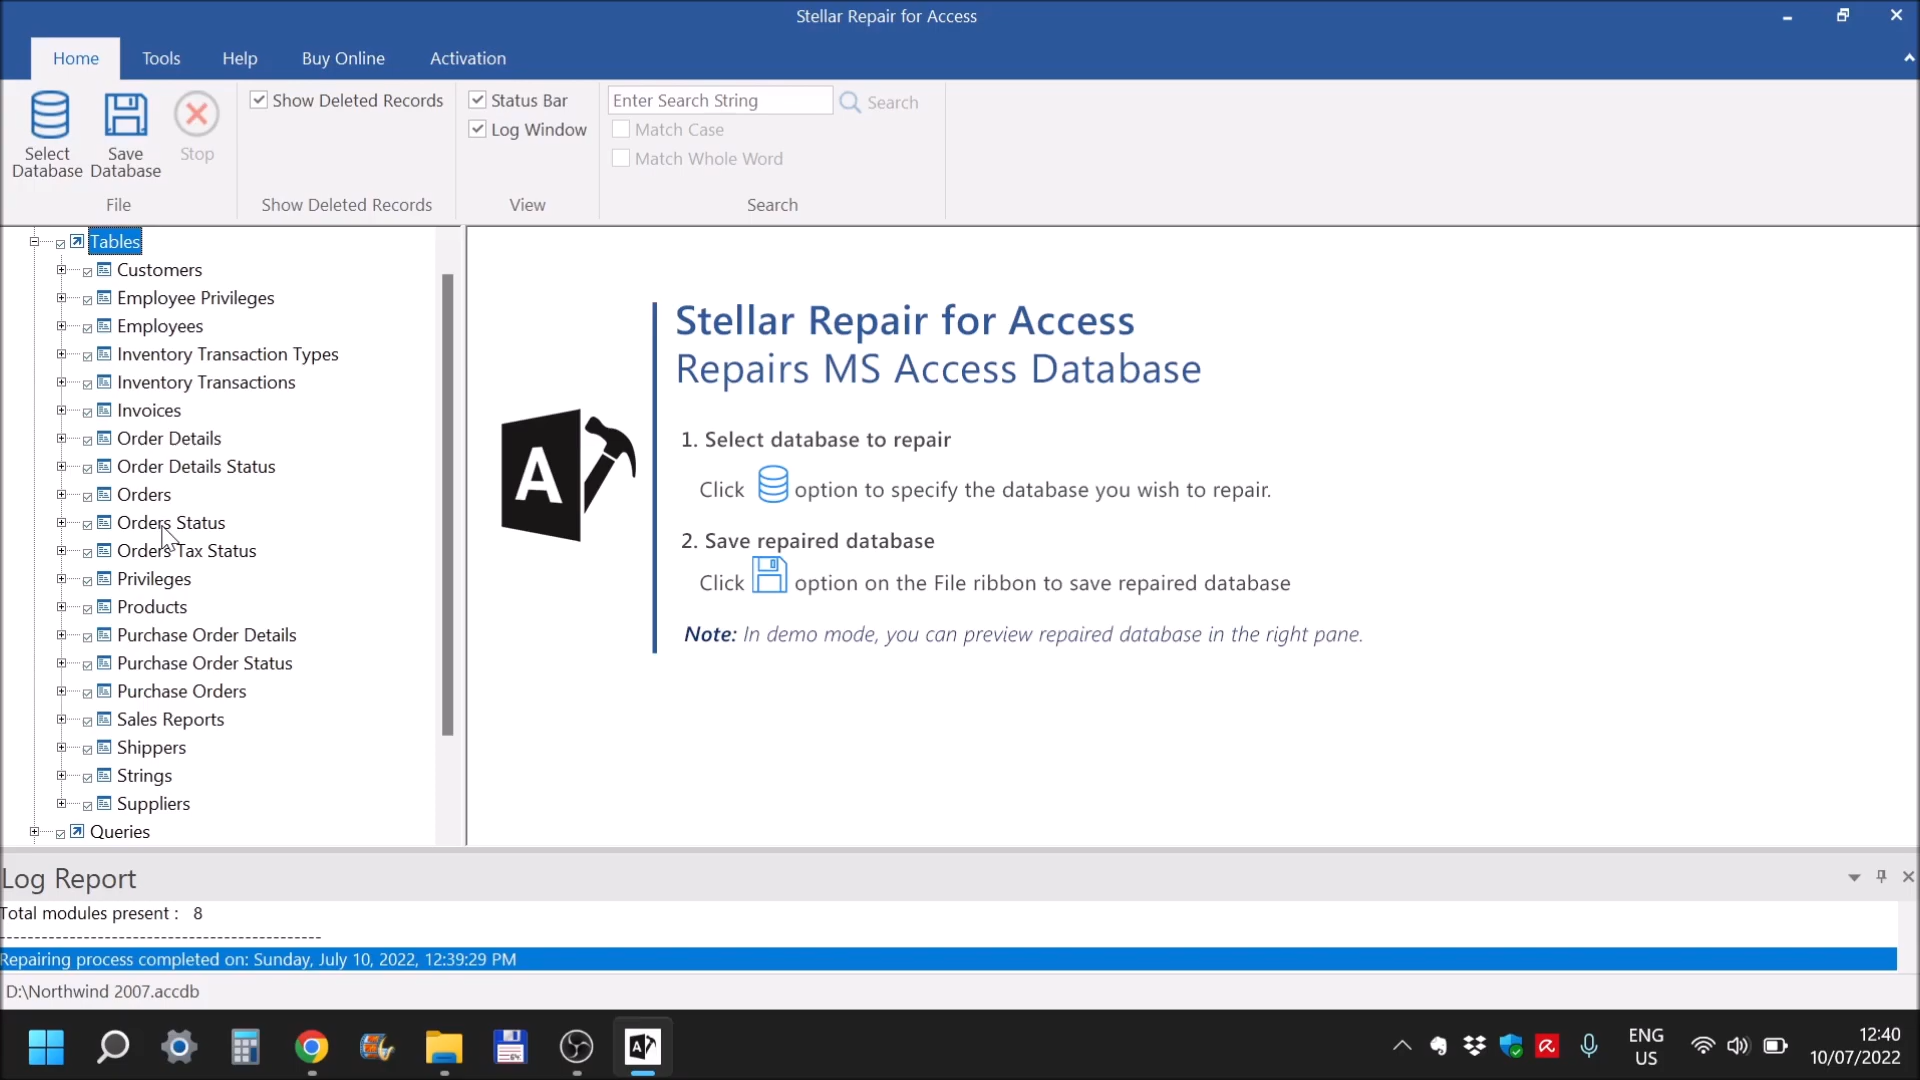 Stellar Repair for Access
Home Tools Help Buy Online Activation
Select Database
Save Database
Stop
File
Show Deleted Records
Show Deleted Records
Status Bar
Log Window
View
Enter Search String Search
Match Case
Match Whole Word
Search
Tables
Customers
Employee Privileges
Employees
Inventory Transaction Types
Inventory Transactions
Invoices
Order Details
Order Details Status
Orders
Orders Status
Orders Tax Status
Privileges
Products
Purchase Order Details
Purchase Order Status
Purchase Orders
Sales Reports
Shippers
Strings
Suppliers
Queries
A
Stellar Repair for Access
Repairs MS Access Database
1. Select database to repair
Click option to specify the database you wish to repair.
2. Save repaired database
Click option on the File ribbon to save repaired database
Note: In demo mode, you can preview repaired database in the right pane.
Log Report
Total modules present : 8
--------------------------------------------
Repairing process completed on: Sunday, July 10, 2022, 12:39:29 PM
D:\Northwind 2007.accdb
A
ENG
US
12:40
10/07/2022